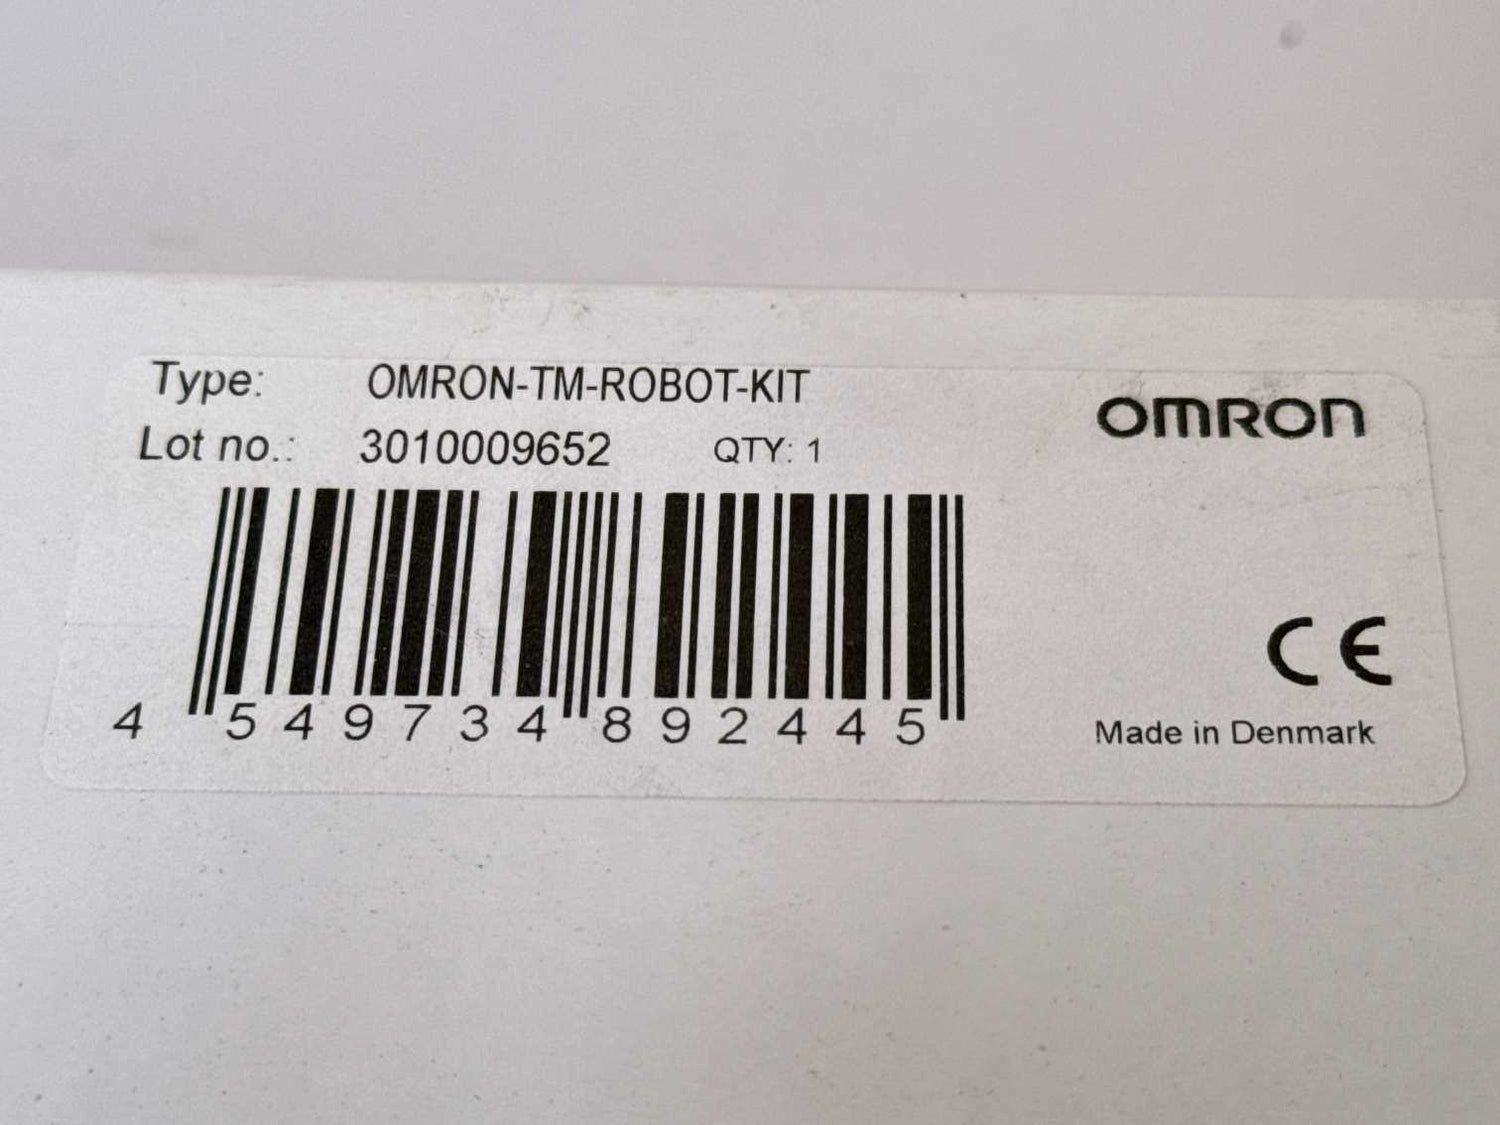 Type: OMRON-TM-ROBOT-KIT
Lot no.: 3010009652 QTY: 1
OMRON
4 549734 892445
CE
Made in Denmark